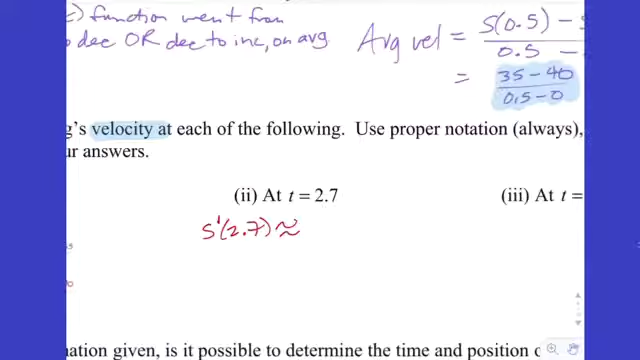 c) function went from
o dec OR dec to inc, on avg
Avg vel = S(0.5) –
0.5 –
= 35 – 40
0.5 – 0
g's velocity at each of the following. Use proper notation (always),
ur answers.
(ii) At t = 2.7
(iii) At t =
S'(2.7) ≈
mation given, is it possible to determine the time and position o